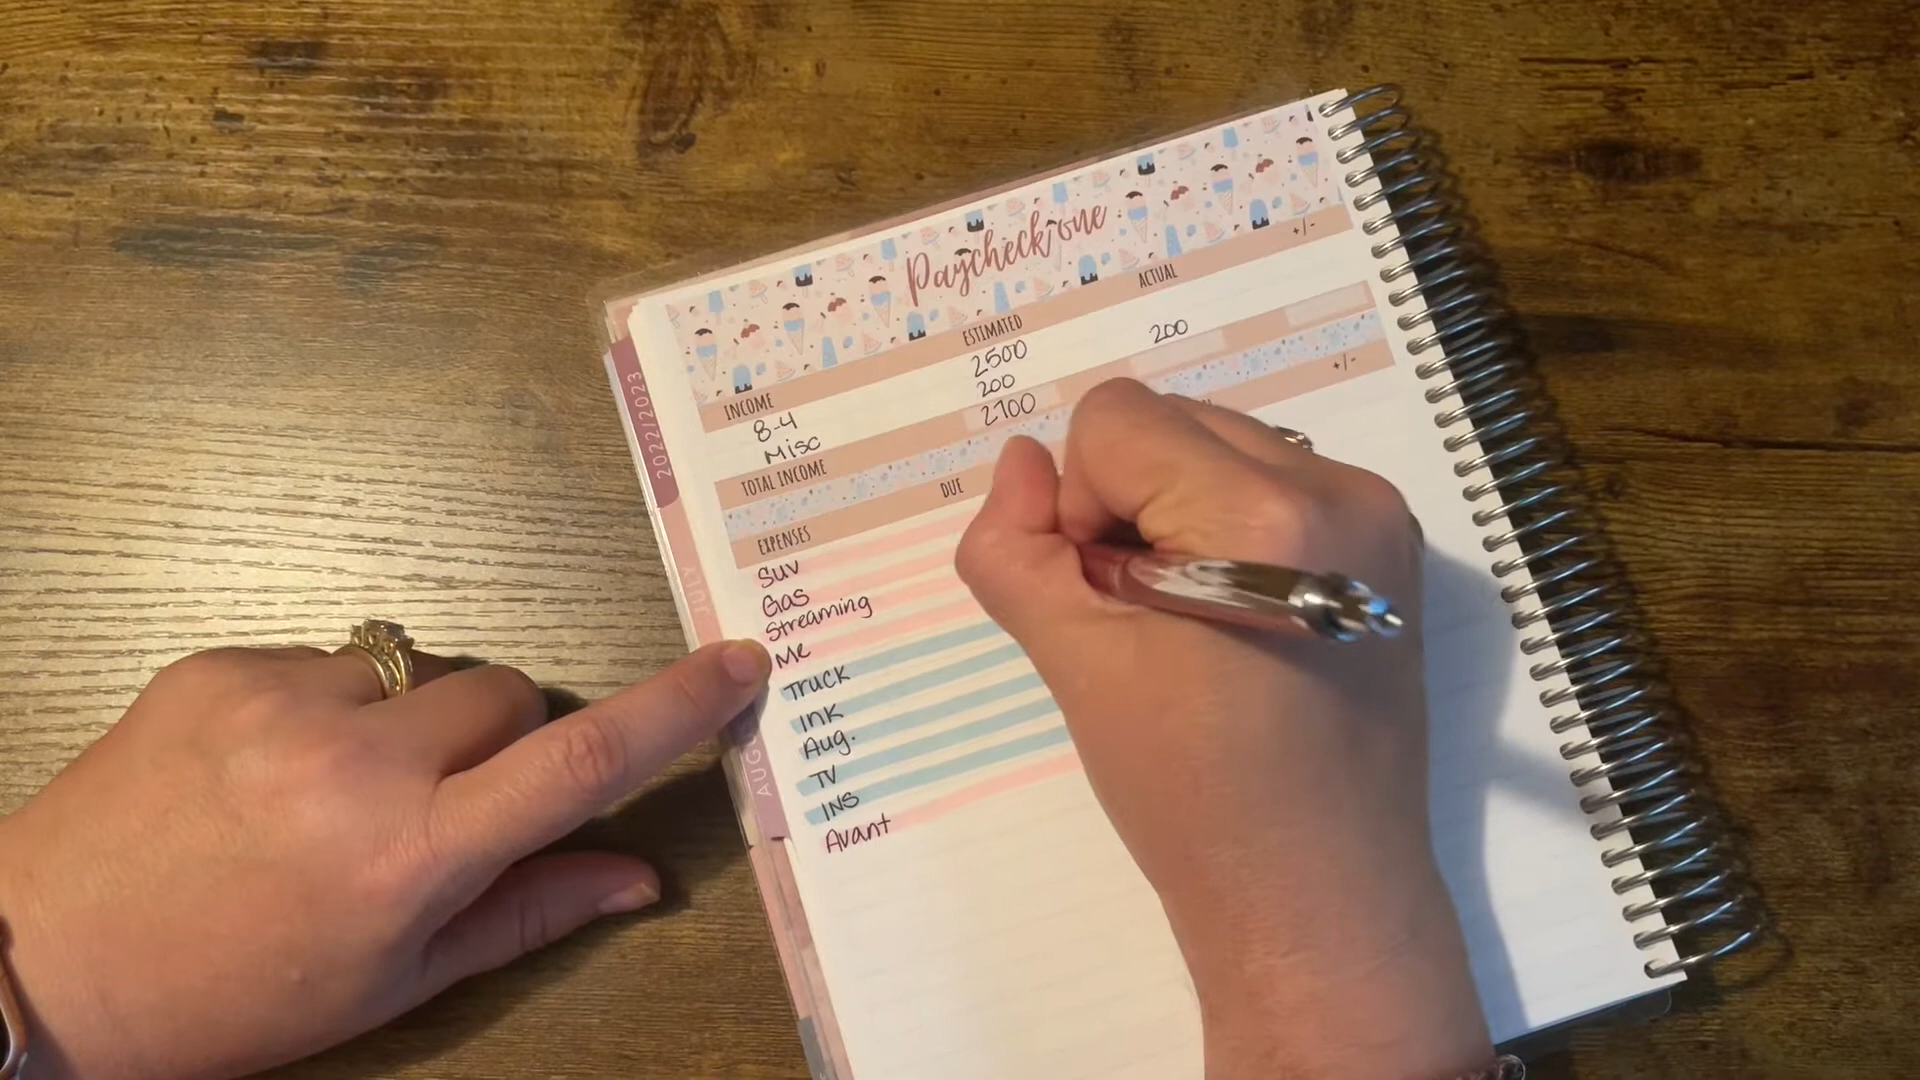 Paycheck one
INCOME ESTIMATED ACTUAL +/-
8-4 2500
Misc 200 200
TOTAL INCOME 2700
EXPENSES DUE +/-
SUV
Gas
Streaming
Me
Truck
Ink
Aug.
TV
INS
Avant
2022/2023
JULY
AUG